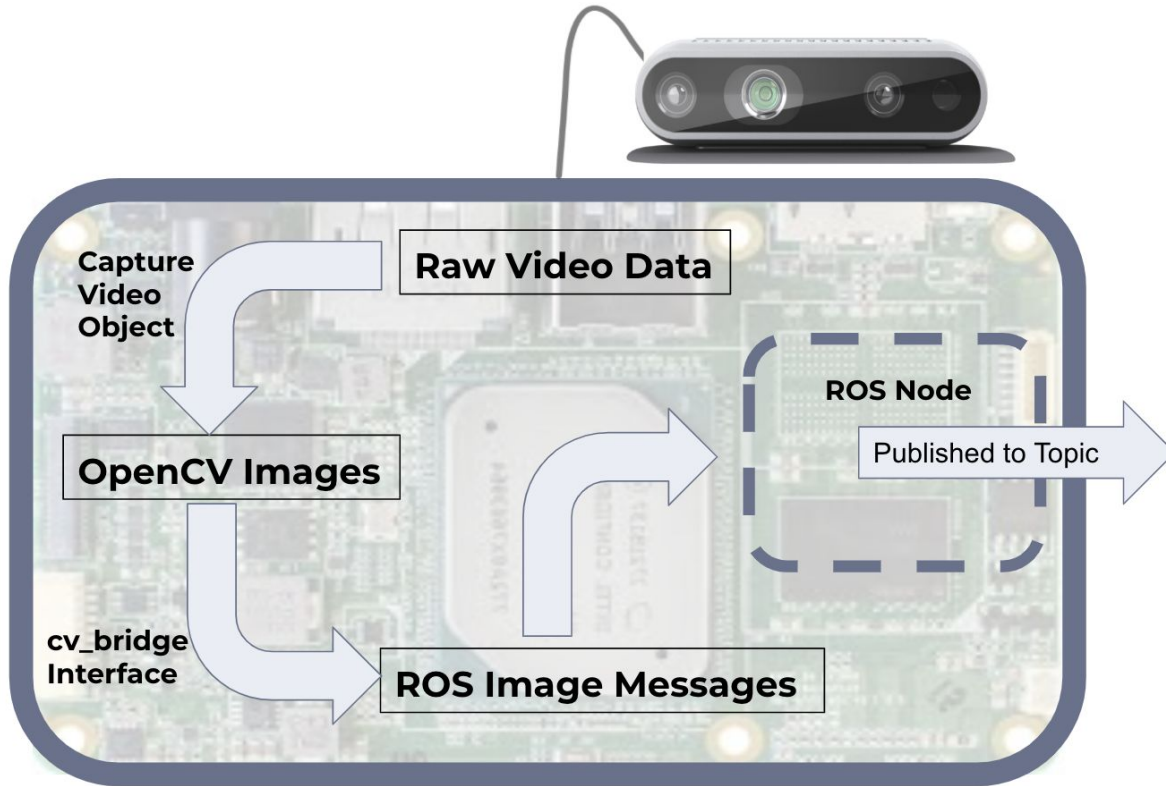 Capture
Video
Object
Raw Video Data
ROS Node
Published to Topic
OpenCV Images
cv_bridge
Interface
ROS Image Messages